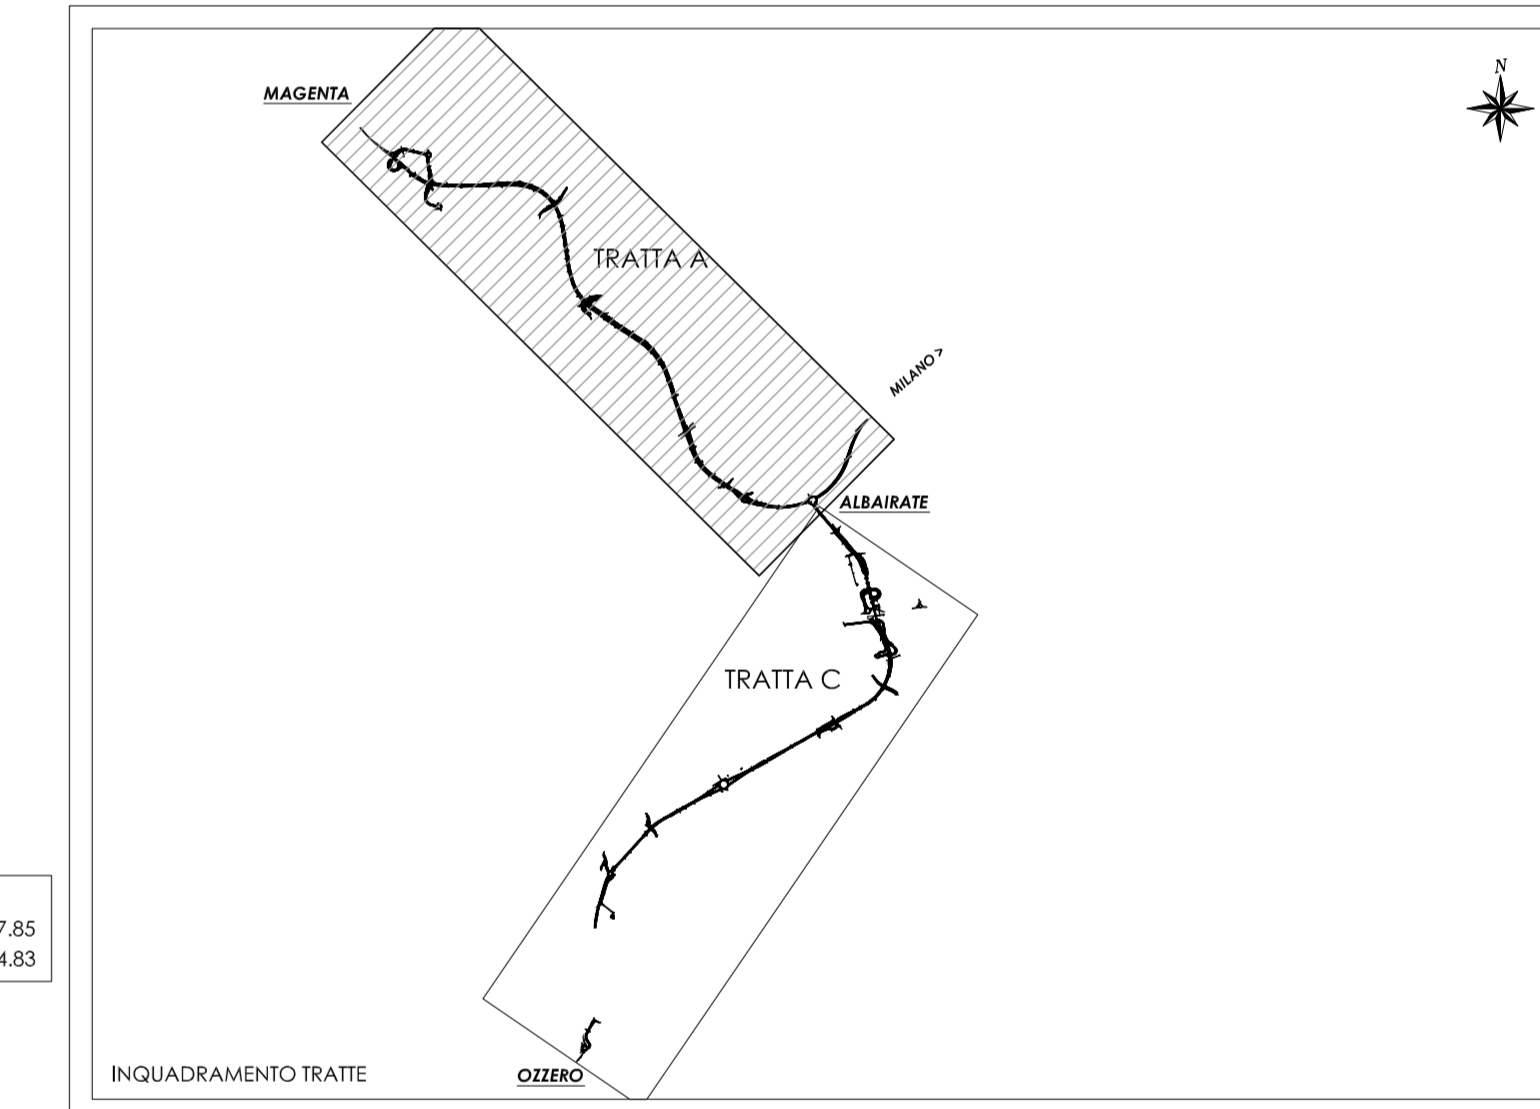 N
MAGENTA
TRATTA A
MILANO >
ALBAIRATE
TRATTA C
7.85
4.83
INQUADRAMENTO TRATTE
OZZERO